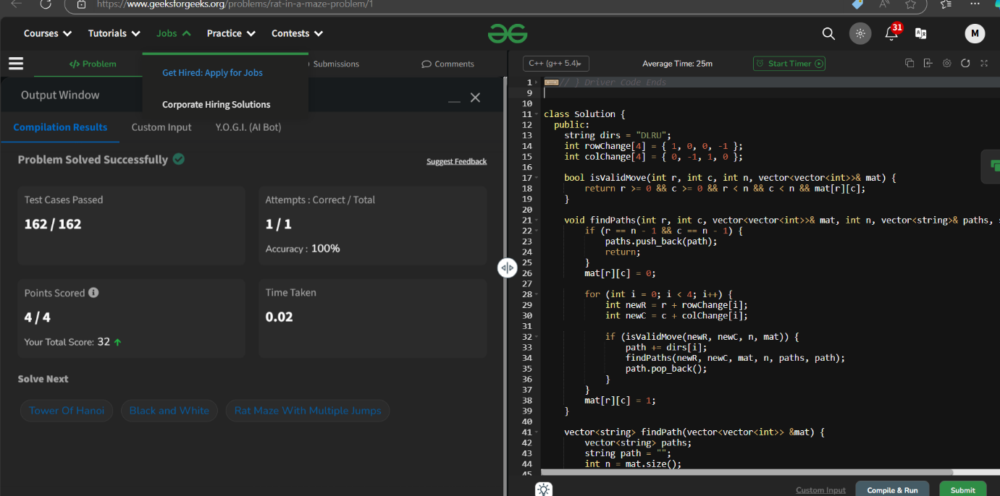 https://www.geeksforgeeks.org/problems/rat-in-a-maze-problem/1
Courses Tutorials Jobs Practice Contests
31
M
</> Problem
Submissions
Comments
Get Hired: Apply for Jobs
Corporate Hiring Solutions
Output Window
Compilation Results Custom Input Y.O.G.I. (AI Bot)
Problem Solved Successfully
Suggest Feedback
Test Cases Passed
162 / 162
Attempts : Correct / Total
1 / 1
Accuracy : 100%
Points Scored
4 / 4
Your Total Score: 32
Time Taken
0.02
Solve Next
Tower Of Hanoi Black and White Rat Maze With Multiple Jumps
C++ (g++ 5.4)
Average Time: 25m
Start Timer
1 // } Driver Code Ends
9
10
11 class Solution {
12   public:
13     string dirs = "DLRU";
14     int rowChange[4] = { 1, 0, 0, -1 };
15     int colChange[4] = { 0, -1, 1, 0 };
16
17     bool isValidMove(int r, int c, int n, vector<vector<int>>& mat) {
18         return r >= 0 && c >= 0 && r < n && c < n && mat[r][c];
19     }
20
21     void findPaths(int r, int c, vector<vector<int>>& mat, int n, vector<string>& paths,
22         if (r == n - 1 && c == n - 1) {
23             paths.push_back(path);
24             return;
25         }
26         mat[r][c] = 0;
27
28         for (int i = 0; i < 4; i++) {
29             int newR = r + rowChange[i];
30             int newC = c + colChange[i];
31
32             if (isValidMove(newR, newC, n, mat)) {
33                 path += dirs[i];
34                 findPaths(newR, newC, mat, n, paths, path);
35                 path.pop_back();
36             }
37         }
38         mat[r][c] = 1;
39     }
40
41     vector<string> findPath(vector<vector<int>> &mat) {
42         vector<string> paths;
43         string path = "";
44         int n = mat.size();
45
Custom Input
Compile & Run
Submit